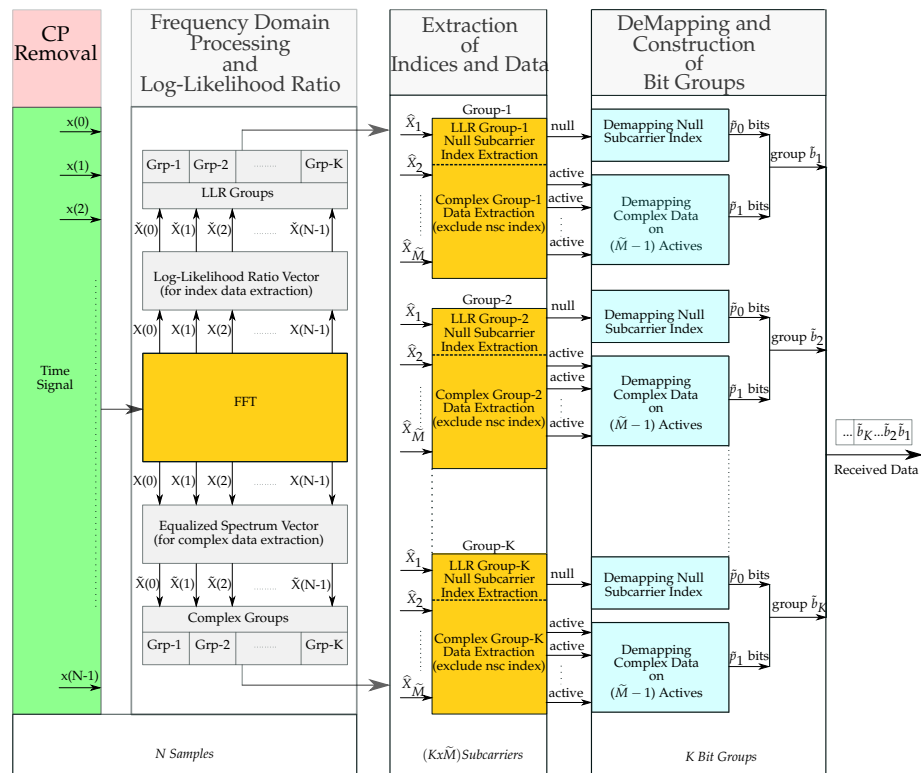 CP
Removal
Frequency Domain
Processing
and
Log-Likelihood Ratio
Extraction
of
Indices and Data
DeMapping and
Construction
of
Bit Groups
x(0)
x(1)
x(2)
Time
Signal
x(N-1)
Grp-1 Grp-2 ......... Grp-K
LLR Groups
X̌(0) X̌(1) X̌(2) ......... X̌(N-1)
Log-Likelihood Ratio Vector
(for index data extraction)
X(0) X(1) X(2) ......... X(N-1)
FFT
X(0) X(1) X(2) ......... X(N-1)
Equalized Spectrum Vector
(for complex data extraction)
X̃(0) X̃(1) X̃(2) ......... X̃(N-1)
Complex Groups
Grp-1 Grp-2 ......... Grp-K
Group-1
X̂₁
X̂₂
X̂_M̃
LLR Group-1
Null Subcarrier
Index Extraction
Complex Group-1
Data Extraction
(exclude nsc index)
null
active
active
active
Demapping Null
Subcarrier Index
Demapping
Complex Data
on
(M̃ − 1) Actives
p̃₀ bits
p̃₁ bits
group b̃₁
Group-2
X̂₁
X̂₂
X̂_M̃
LLR Group-2
Null Subcarrier
Index Extraction
Complex Group-2
Data Extraction
(exclude nsc index)
null
active
active
active
Demapping Null
Subcarrier Index
Demapping
Complex Data
on
(M̃ − 1) Actives
p̃₀ bits
p̃₁ bits
group b̃₂
... b̃_K...b̃₂b̃₁
Received Data
Group-K
X̂₁
X̂₂
X̂_M̃
LLR Group-K
Null Subcarrier
Index Extraction
Complex Group-K
Data Extraction
(exclude nsc index)
null
active
active
active
Demapping Null
Subcarrier Index
Demapping
Complex Data
on
(M̃ − 1) Actives
p̃₀ bits
p̃₁ bits
group b̃_K
N Samples
(KxM̃) Subcarriers
K Bit Groups